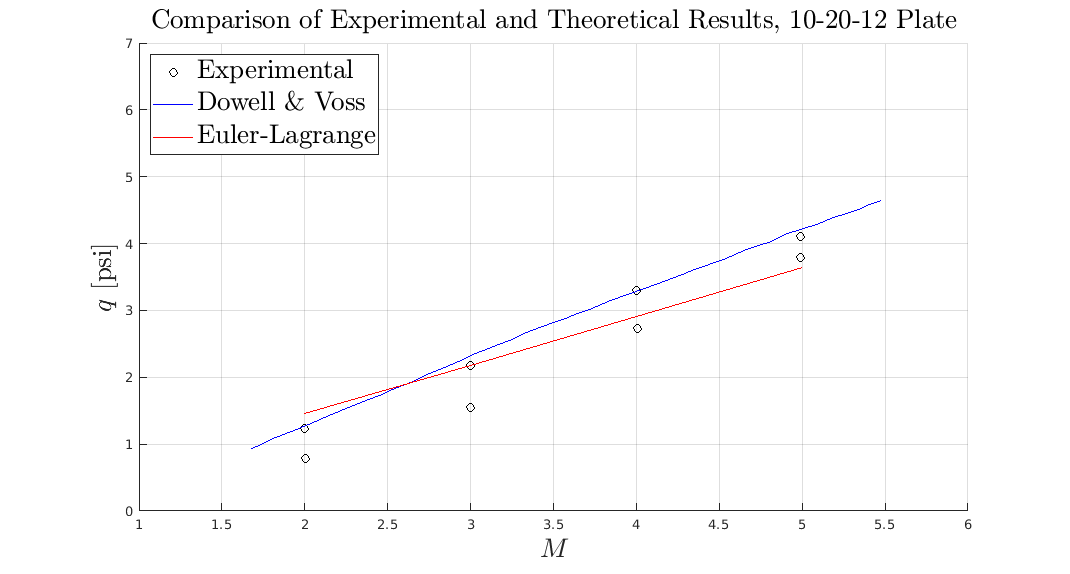 Comparison of Experimental and Theoretical Results, 10-20-12 Plate
Experimental
Dowell & Voss
Euler-Lagrange
7
6
5
4
3
2
1
0
q [psi]
1 1.5 2 2.5 3 3.5 4 4.5 5 5.5 6
M